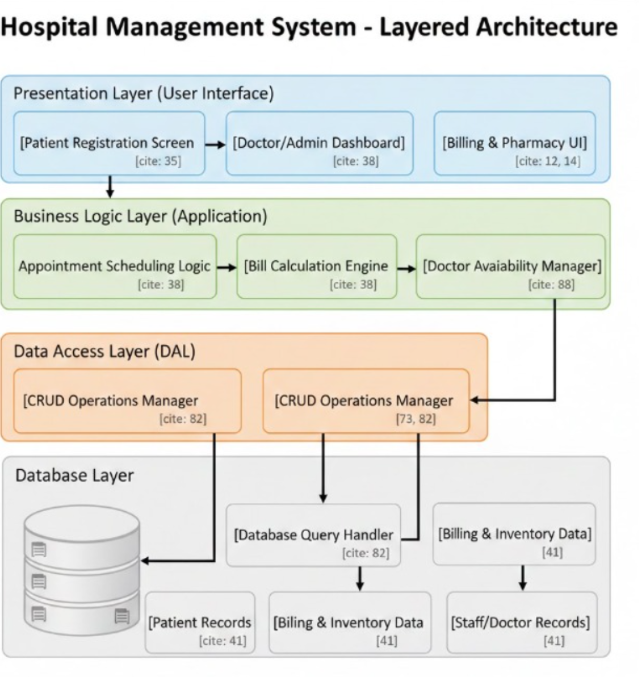 Hospital Management System - Layered Architecture
Presentation Layer (User Interface)
[Patient Registration Screen
[cite: 35]
[Doctor/Admin Dashboard]
[cite: 38]
[Billing & Pharmacy UI]
[cite: 12, 14]
Business Logic Layer (Application)
Appointment Scheduling Logic
[cite: 38]
[Bill Calculation Engine
[cite: 38]
[Doctor Avaiability Manager]
[cite: 88]
Data Access Layer (DAL)
[CRUD Operations Manager
[cite: 82]
[CRUD Operations Manager
[73, 82]
Database Layer
[Database Query Handler
[cite: 82]
[Billing & Inventory Data]
[41]
[Patient Records
[cite: 41]
[Biling & Inventory Data
[41]
[Staff/Doctor Records]
[41]